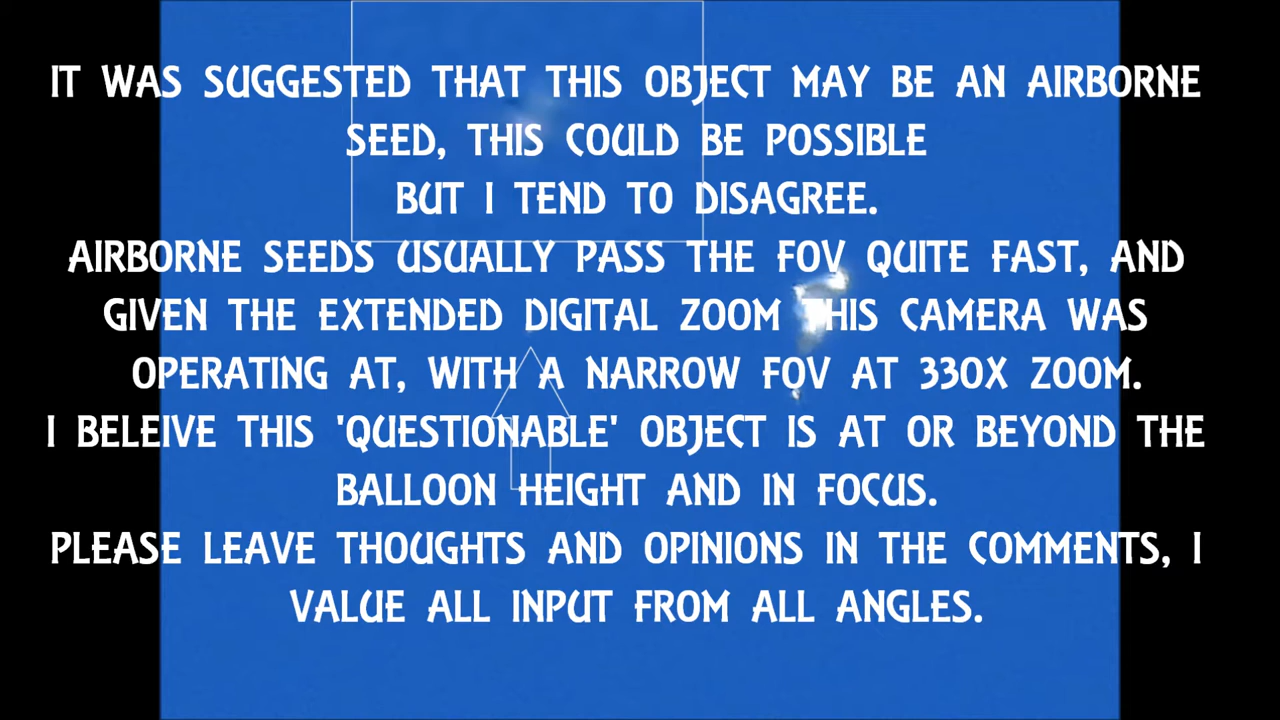 IT WAS SUGGESTED THAT THIS OBJECT MAY BE AN AIRBORNE
SEED, THIS COULD BE POSSIBLE
BUT I TEND TO DISAGREE.
AIRBORNE SEEDS USUALLY PASS THE FOV QUITE FAST, AND
GIVEN THE EXTENDED DIGITAL ZOOM THIS CAMERA WAS
OPERATING AT, WITH A NARROW FOV AT 330X ZOOM.
I BELEIVE THIS 'QUESTIONABLE' OBJECT IS AT OR BEYOND THE
BALLOON HEIGHT AND IN FOCUS.
PLEASE LEAVE THOUGHTS AND OPINIONS IN THE COMMENTS, I
VALUE ALL INPUT FROM ALL ANGLES.